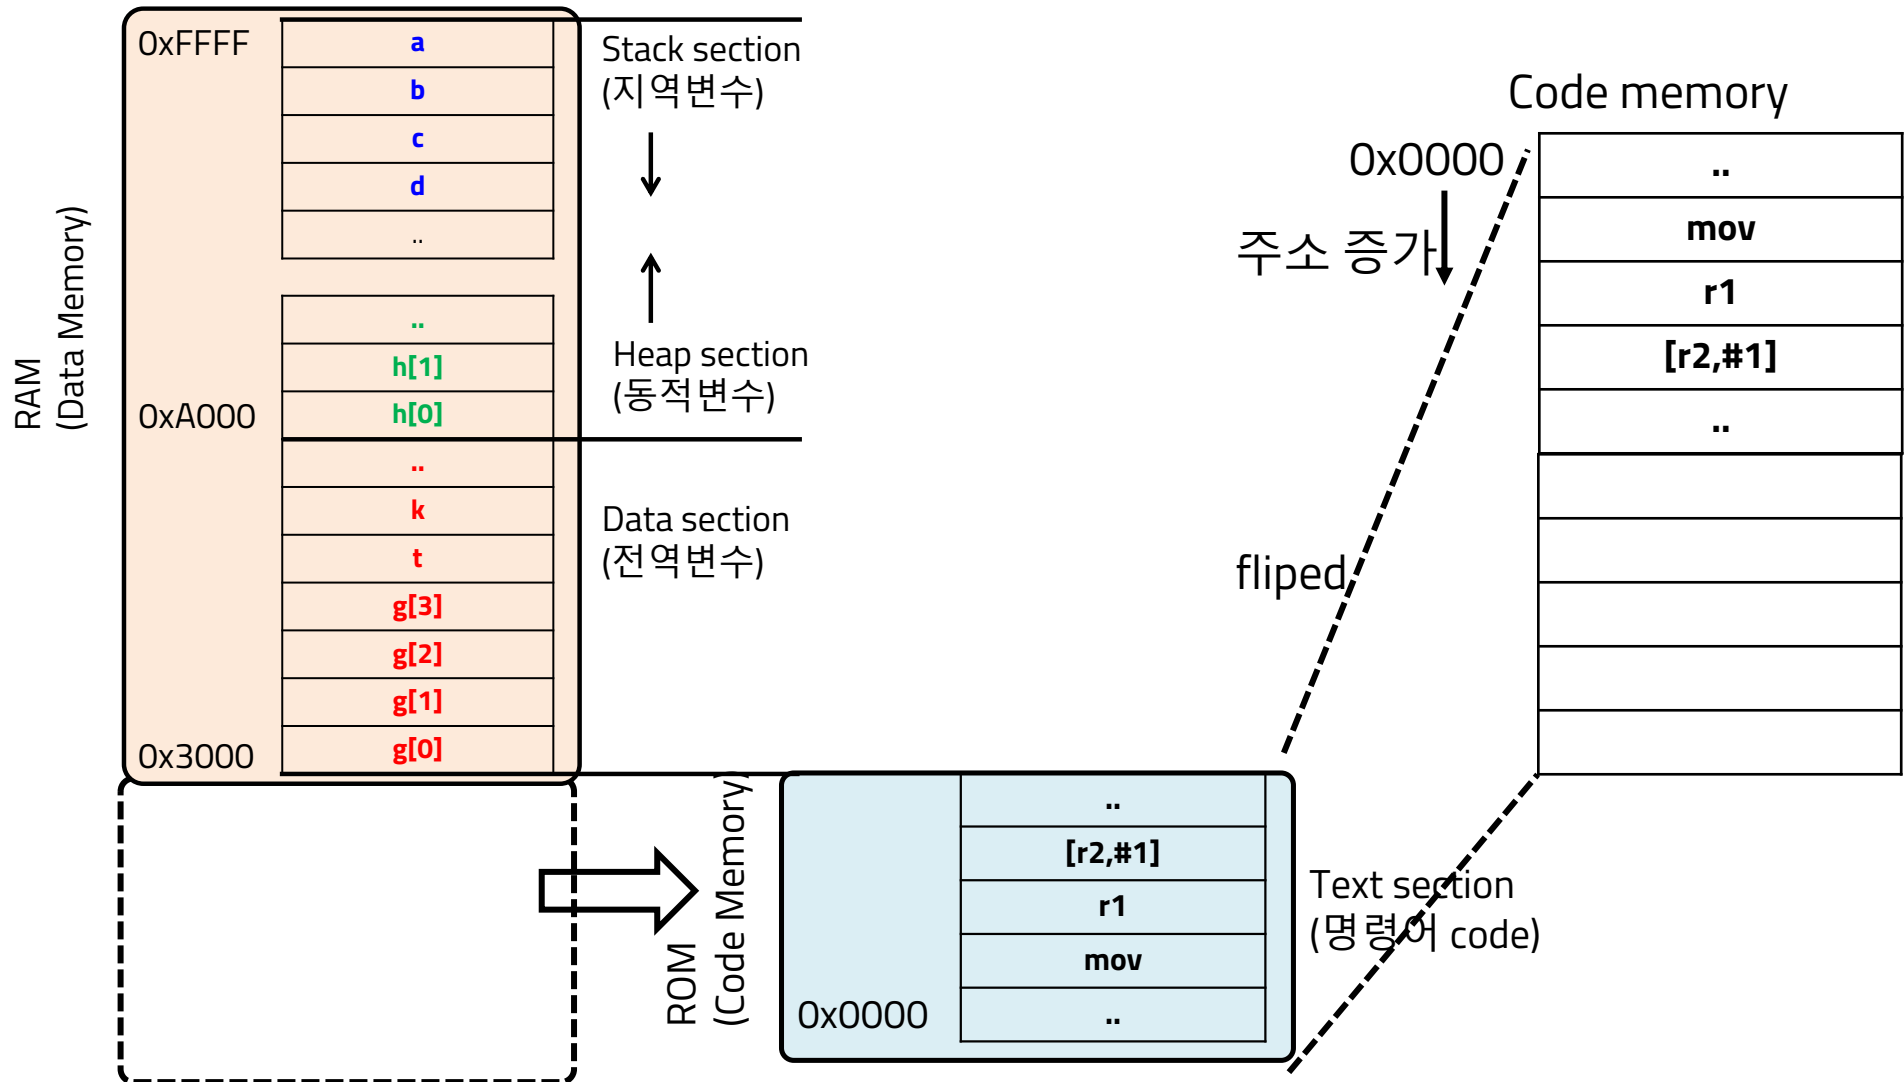 RAM
(Data Memory)
0xFFFF
a
b
c
d
..
..
h[1]
0xA000
h[0]
..
k
t
g[3]
g[2]
g[1]
0x3000
g[0]
Stack section
(지역변수)
Heap section
(동적변수)
Data section
(전역변수)
ROM
(Code Memory)
..
[r2,#1]
r1
mov
0x0000
..
Text section
(명령어 code)
fliped
Code memory
0x0000
주소 증가
..
mov
r1
[r2,#1]
..